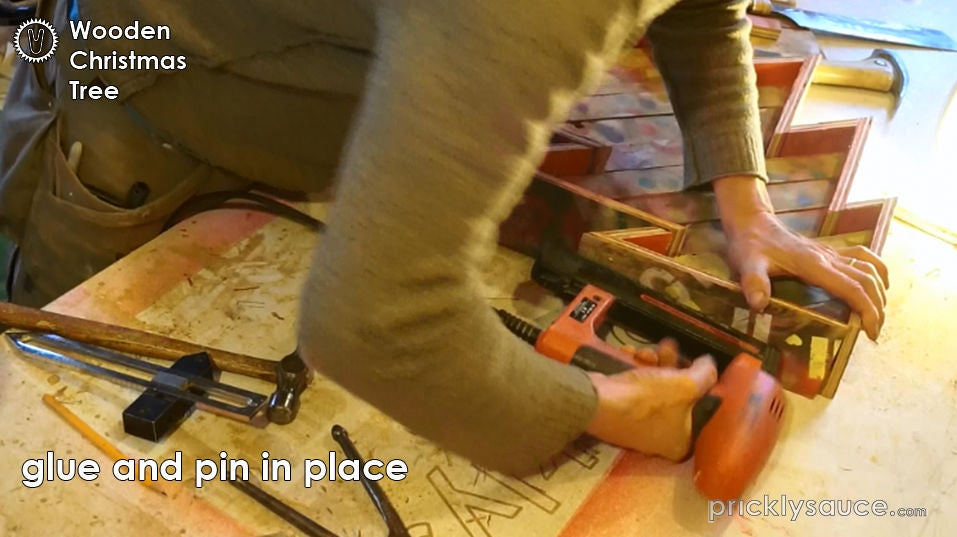 Wooden
Christmas
Tree
glue and pin in place
pricklysauce.com